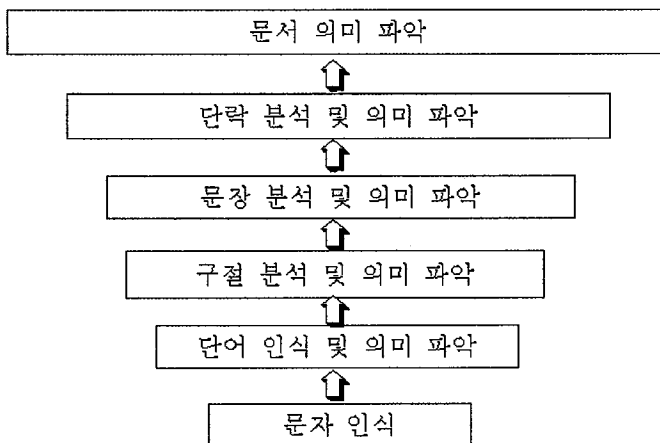 문서 의미 파악
단락 분석 및 의미 파악
문장 분석 및 의미 파악
구절 분석 및 의미 파악
단어 인식 및 의미 파악
문자 인식